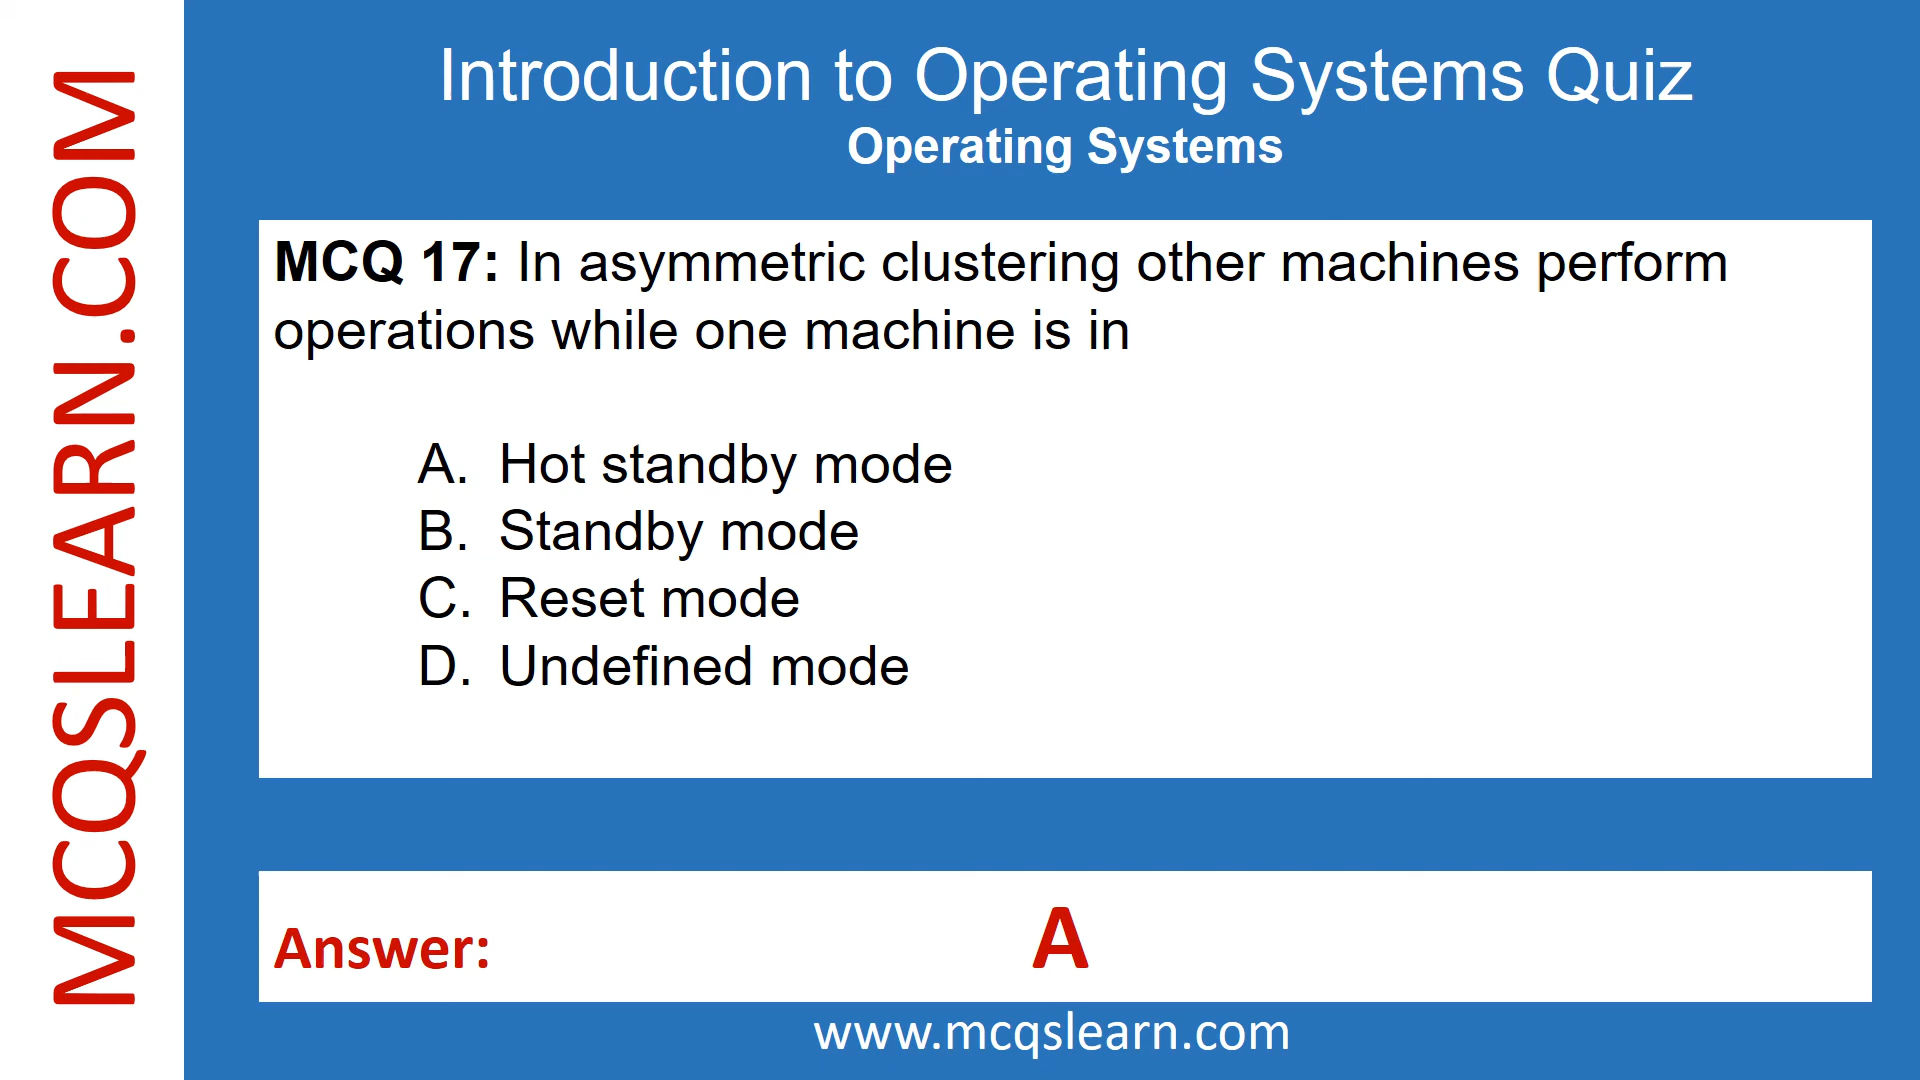 MCQSLEARN.COM
Introduction to Operating Systems Quiz
Operating Systems
MCQ 17: In asymmetric clustering other machines perform
operations while one machine is in
A. Hot standby mode
B. Standby mode
C. Reset mode
D. Undefined mode
Answer: A
www.mcqslearn.com